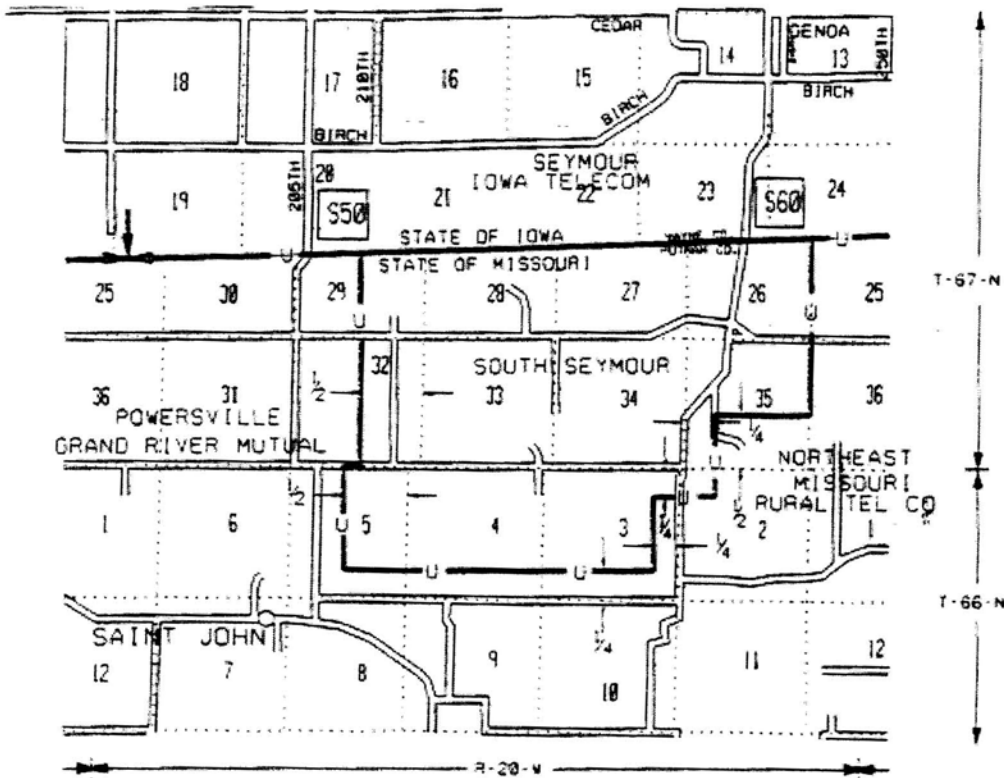 CEDAR
GENOA
14
13
250TH
18
17
210TH
16
15
BIRCH
BIRCH
BIRCH
SEYMOUR
IOWA TELECOM
19
20
205TH
21
22
23
24
S50
S60
STATE OF IOWA
STATE OF MISSOURI
U
U
25
30
29
28
27
26
25
U
U
T-67-N
32
SOUTH SEYMOUR
36
31
1/2
33
34
35
36
POWERSVILLE
GRAND RIVER MUTUAL
1/4
U
NORTHEAST
MISSOURI
RURAL TEL CO
1/2
U
1
6
5
4
3
1/4
1/2
2
1
U
1/4
U
U
T-66-N
SAINT JOHN
1/4
12
7
8
9
10
11
12
R-20-W